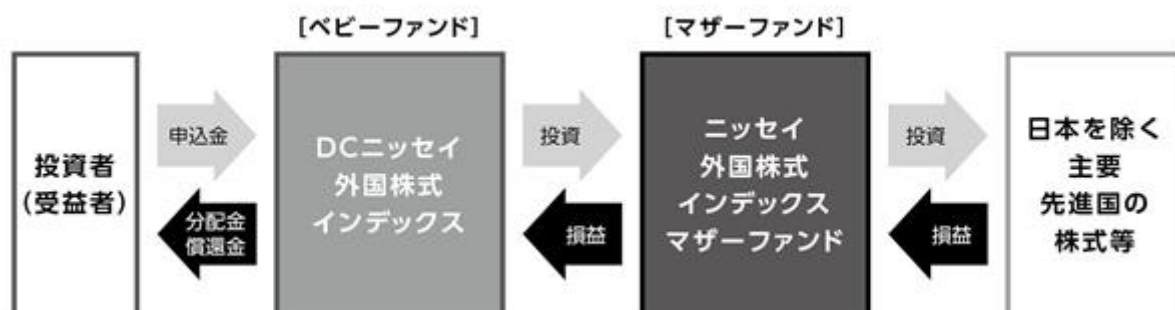 [ベビーファンド]
[マザーファンド]
投資者
(受益者)
申込金
分配金
償還金
DCニッセイ
外国株式
インデックス
投資
損益
ニッセイ
外国株式
インデックス
マザーファンド
投資
損益
日本を除く
主要
先進国の
株式等